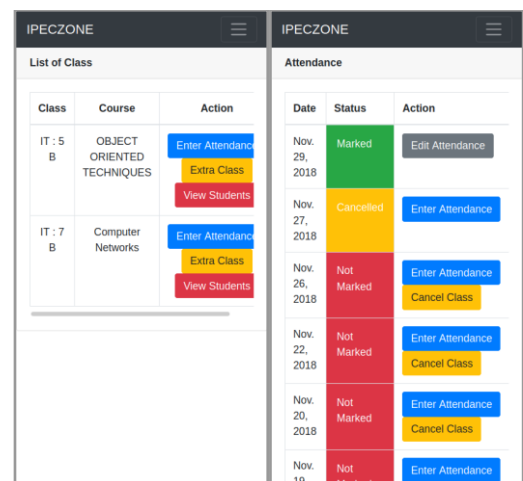 IPECZONE
List of Class
Class Course Action
IT : 5 OBJECT Enter Attendance
B ORIENTED Extra Class
TECHNIQUES View Students
IT : 7 Computer Enter Attendance
B Networks Extra Class
View Students
IPECZONE
Attendance
Date Status Action
Nov. Marked Edit Attendance
29,
2018
Nov. Cancelled Enter Attendance
27,
2018
Nov. Not Enter Attendance
26, Marked Cancel Class
2018
Nov. Not Enter Attendance
22, Marked Cancel Class
2018
Nov. Not Enter Attendance
20, Marked Cancel Class
2018
Nov. Not Enter Attendance